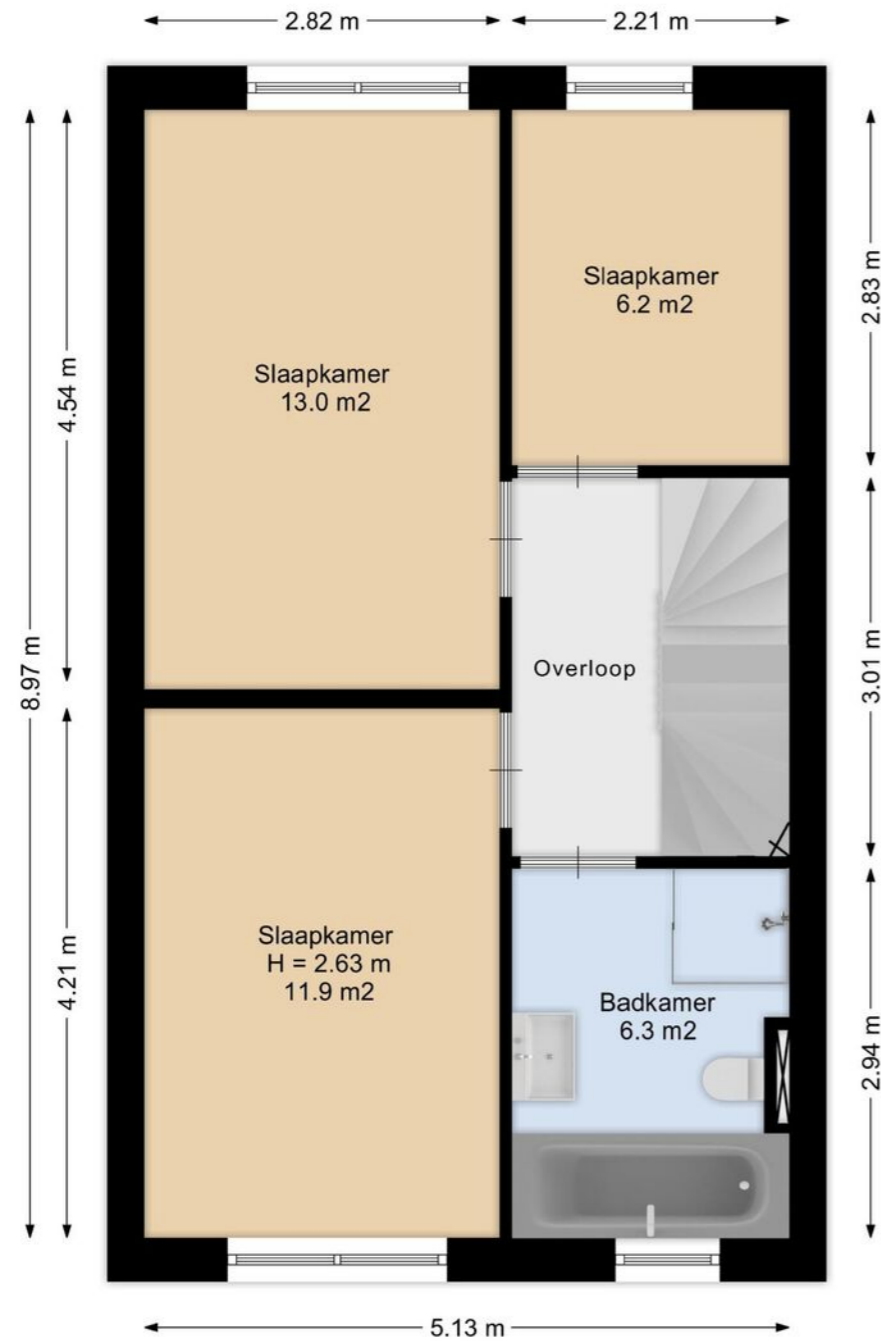 2.82 m
2.21 m
Slaapkamer
6.2 m2
2.83 m
Slaapkamer
13.0 m2
4.54 m
8.97 m
Overloop
3.01 m
Slaapkamer
H = 2.63 m
11.9 m2
4.21 m
Badkamer
6.3 m2
2.94 m
5.13 m